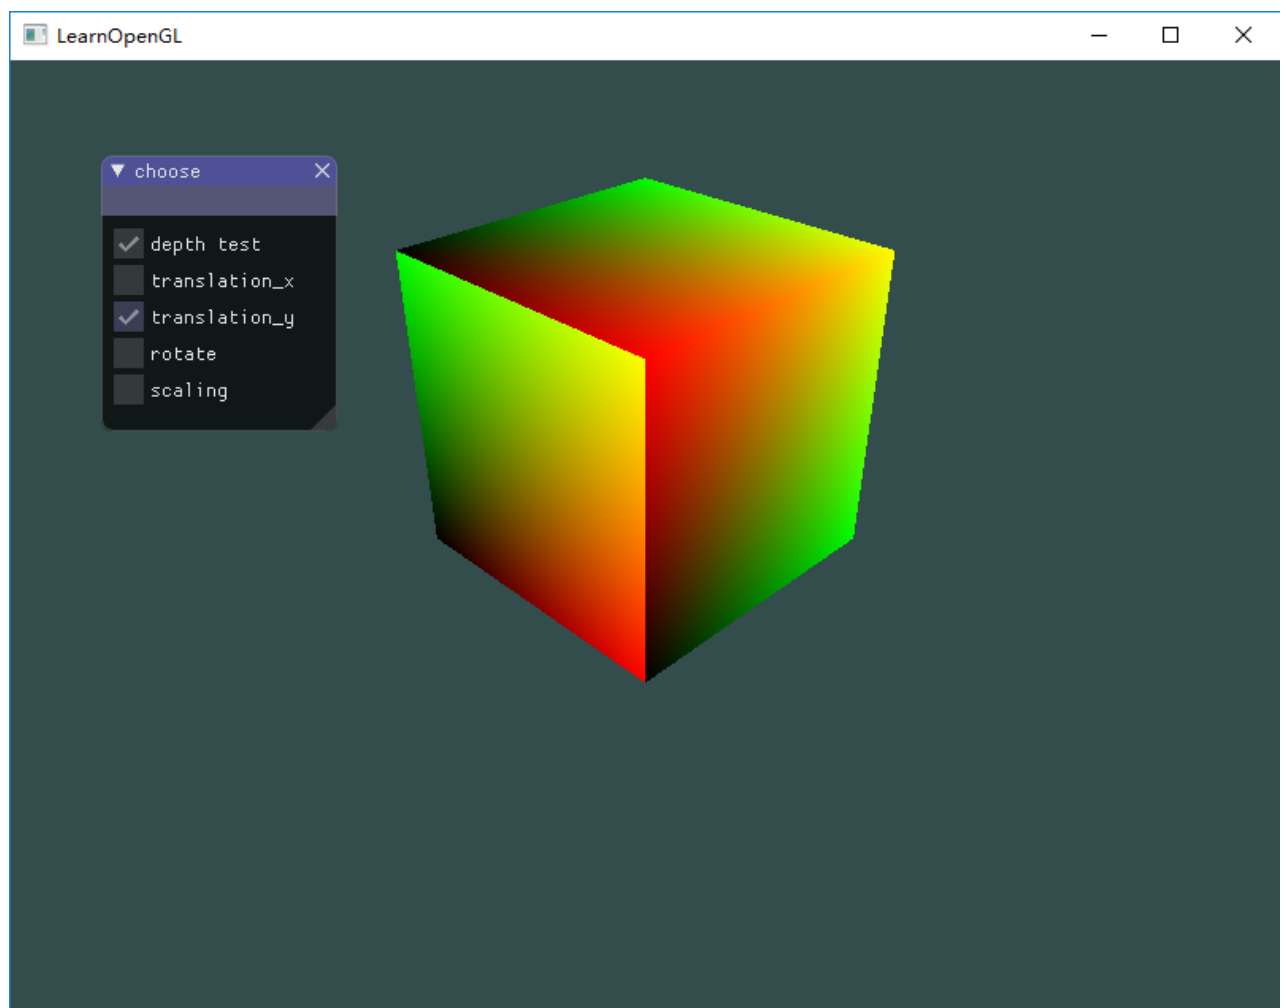 LearnOpenGL
choose
depth test
translation_x
translation_y
rotate
scaling